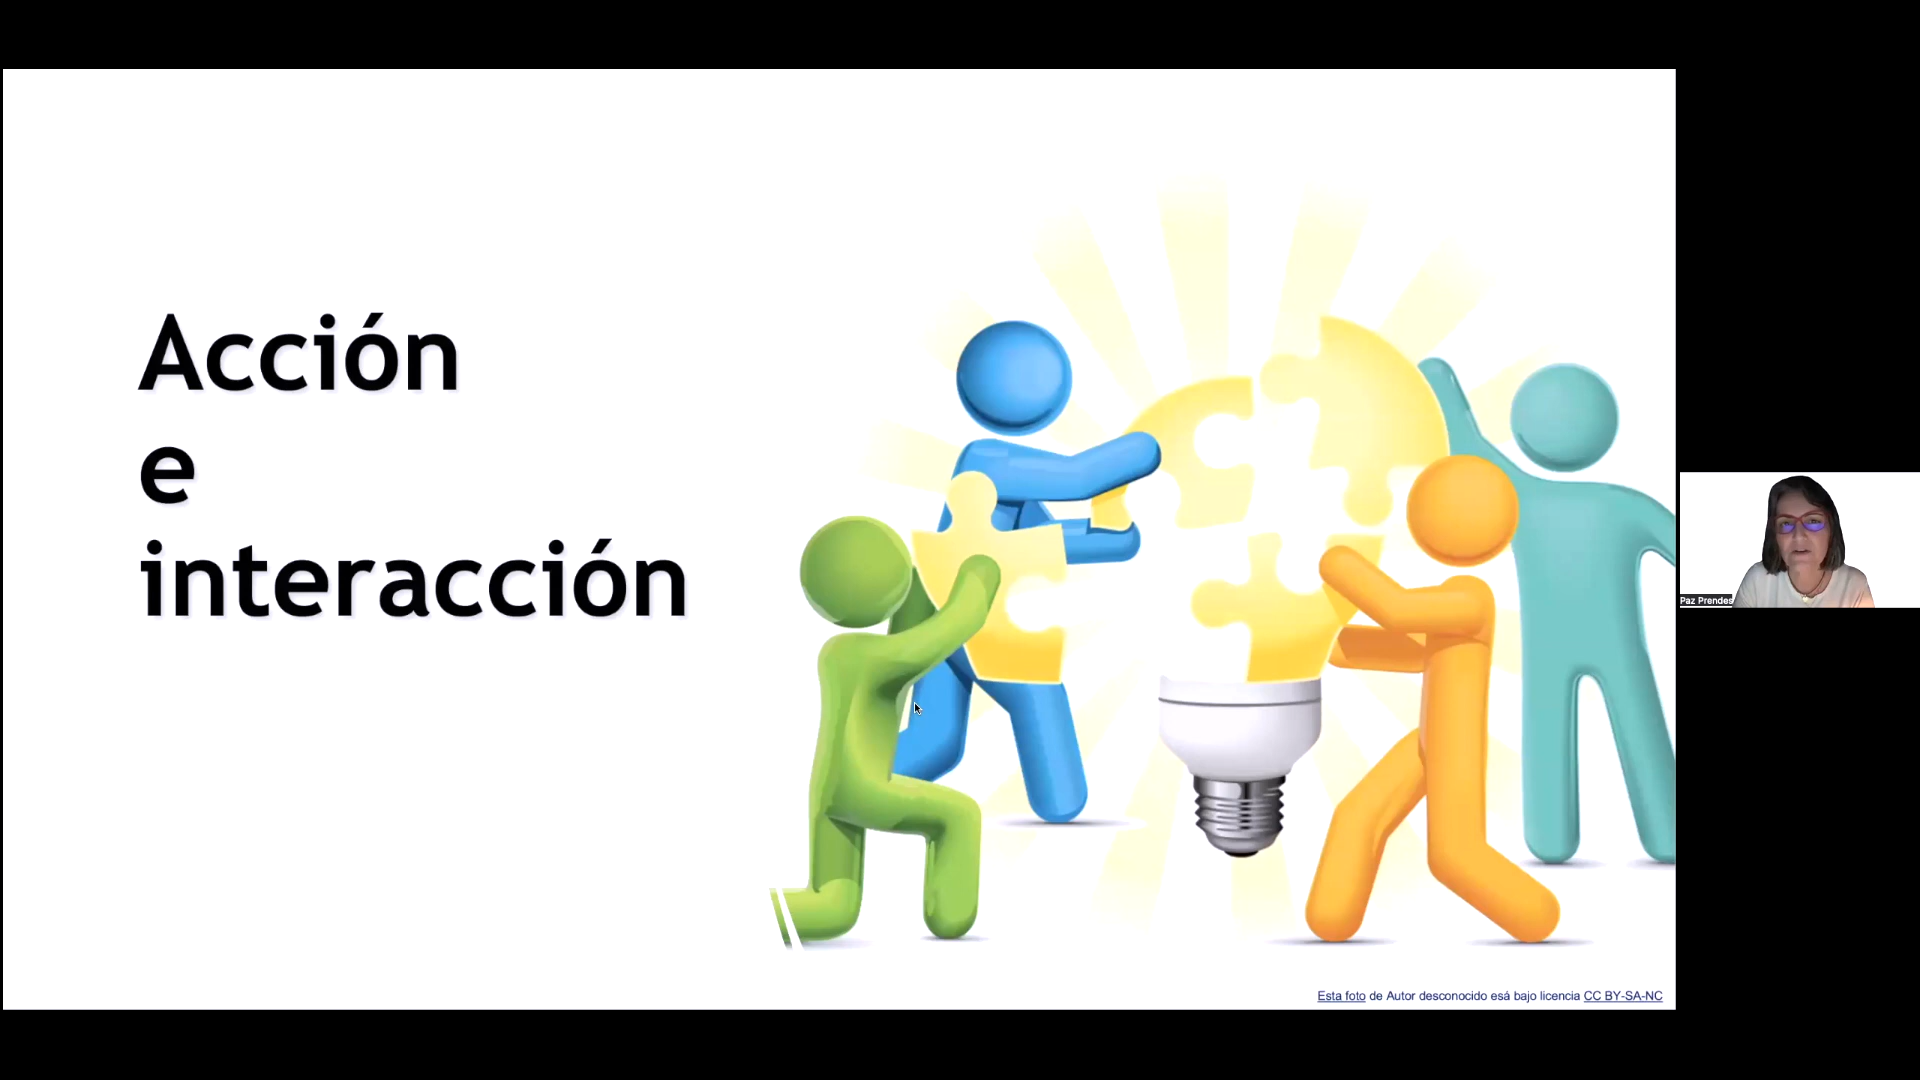 Acción
e
interacción
Paz Prendes
Esta foto de Autor desconocido esá bajo licencia CC BY-SA-NC